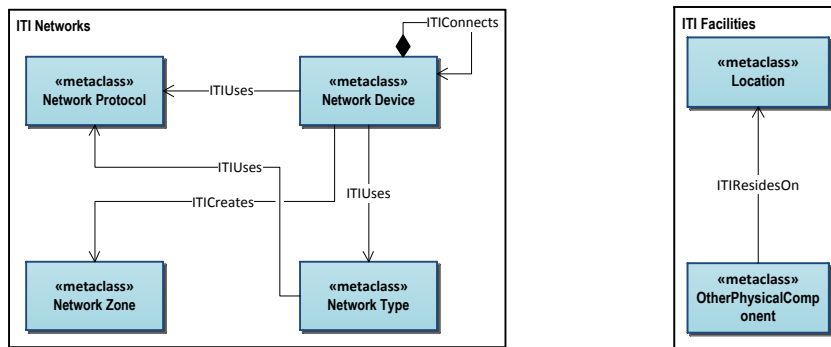 ITI Networks
ITIConnects
«metaclass»
Network Protocol
ITIUses
«metaclass»
Network Device
ITIUses
ITICreates
ITIUses
«metaclass»
Network Zone
«metaclass»
Network Type
ITI Facilities
«metaclass»
Location
ITIResidesOn
«metaclass»
OtherPhysicalComp
onent